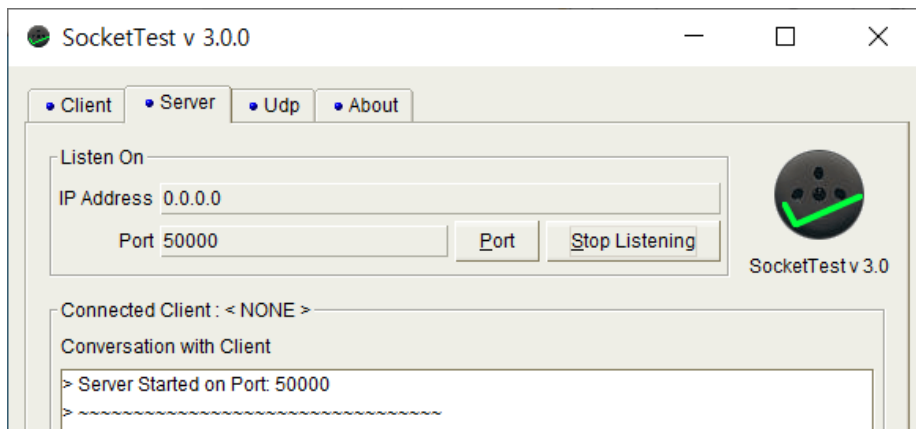 SocketTest v 3.0.0
Client Server Udp About
Listen On
IP Address 0.0.0.0
Port 50000 Port Stop Listening
SocketTest v 3.0
Connected Client : < NONE >
Conversation with Client
> Server Started on Port: 50000
> ~~~~~~~~~~~~~~~~~~~~~~~~~~~~~~~~~